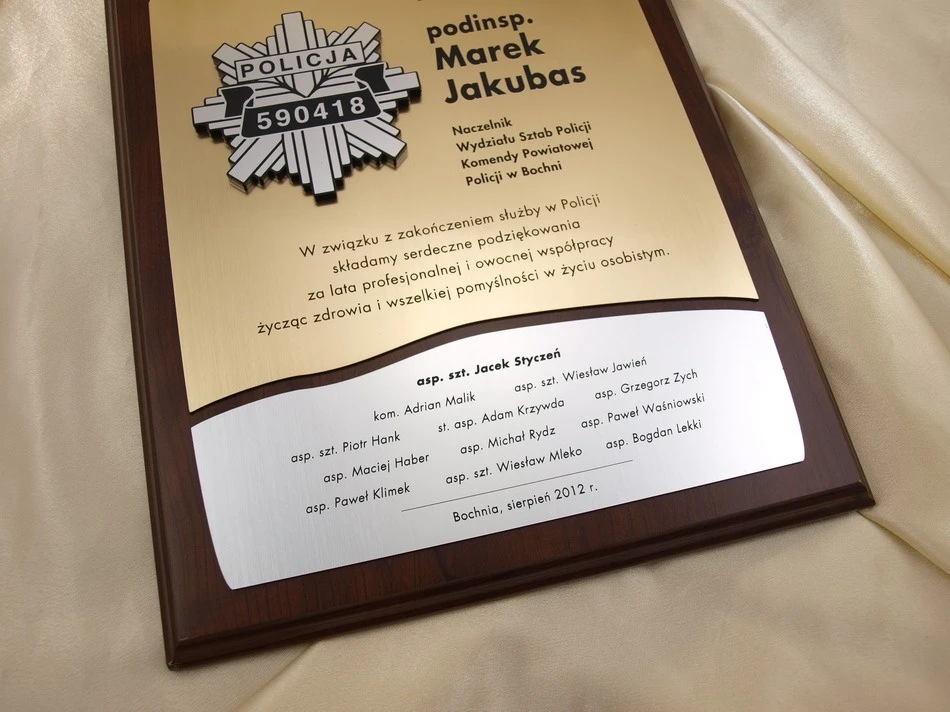 POLICJA
590418
podinsp.
Marek
Jakubas
Naczelnik
Wydziału Sztab Policji
Komendy Powiatowej
Policji w Bochni
W związku z zakończeniem służby w Policji
składamy serdeczne podziękowania
za lata profesjonalnej i owocnej współpracy
życząc zdrowia i wszelkiej pomyślności w życiu osobistym.
asp. szt. Jacek Styczeń
kom. Adrian Malik asp. szt. Wiesław Jawień
asp. szt. Piotr Hank st. asp. Adam Krzywda asp. Grzegorz Zych
asp. Maciej Haber asp. Michał Rydz asp. Paweł Waśniowski
asp. Paweł Klimek asp. szt. Wiesław Mleko asp. Bogdan Lekki
Bochnia, sierpień 2012 r.